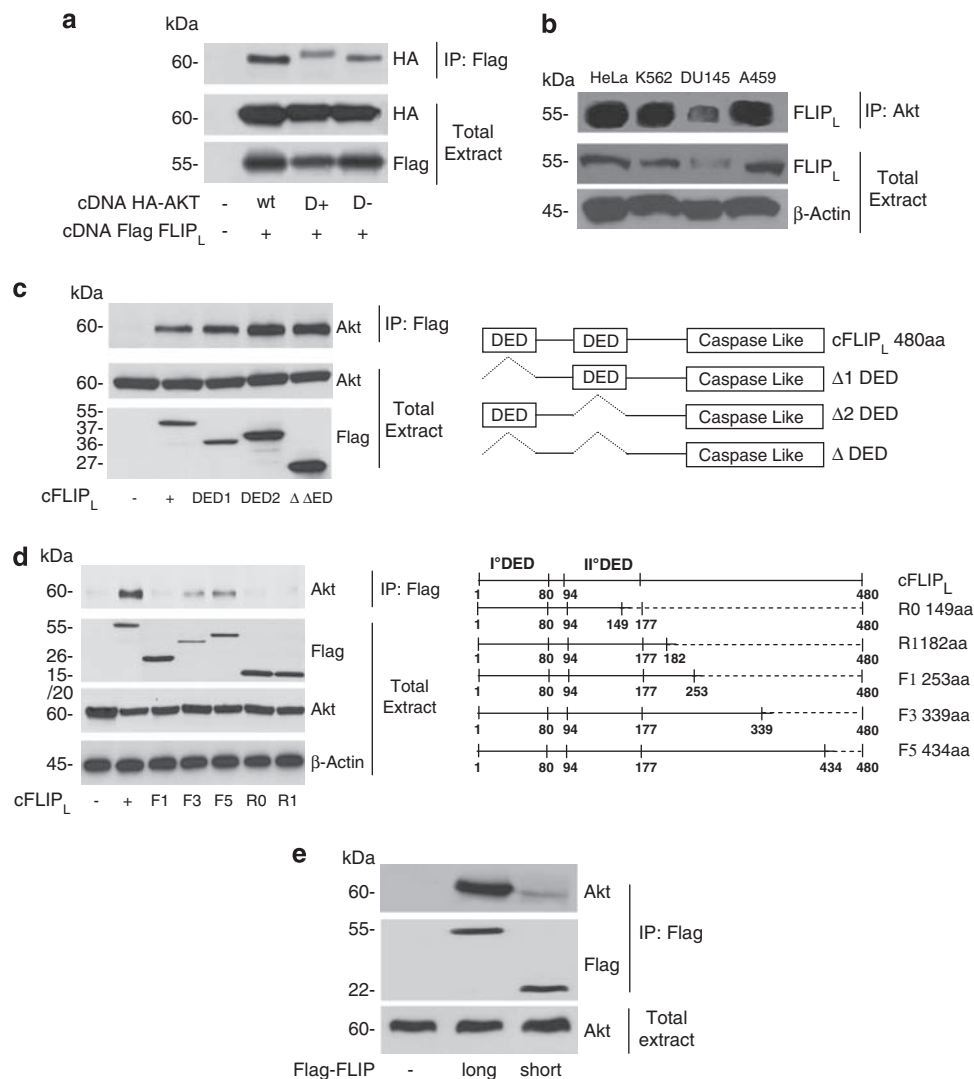 a
kDa
60- HA IP: Flag
60- HA
55- Flag
Total Extract
cDNA HA-AKT - wt D+ D-
cDNA Flag FLIPL - + + +
b
kDa HeLa K562 DU145 A459
55- FLIPL IP: Akt
55- FLIPL
45- β-Actin
Total Extract
c
kDa
60- Akt IP: Flag
60- Akt
55-
37-
36-
27-
Flag
Total Extract
cFLIPL - + DED1 DED2 Δ ΔED
DED DED Caspase Like cFLIPL 480aa
DED Caspase Like Δ1 DED
DED Caspase Like Δ2 DED
Caspase Like Δ DED
d
kDa
60- Akt IP: Flag
55-
26-
15-
/20
Flag
60- Akt
45- β-Actin
Total Extract
cFLIPL - + F1 F3 F5 R0 R1
I°DED II°DED
cFLIPL
1 80 94 480
R0 149aa
1 80 94 149 177 480
R1182aa
1 80 94 177 182 480
F1 253aa
1 80 94 177 253 480
F3 339aa
1 80 94 177 339 480
F5 434aa
1 80 94 177 434 480
e
kDa
60- Akt
55-
Flag
22-
IP: Flag
60- Akt
Total extract
Flag-FLIP - long short